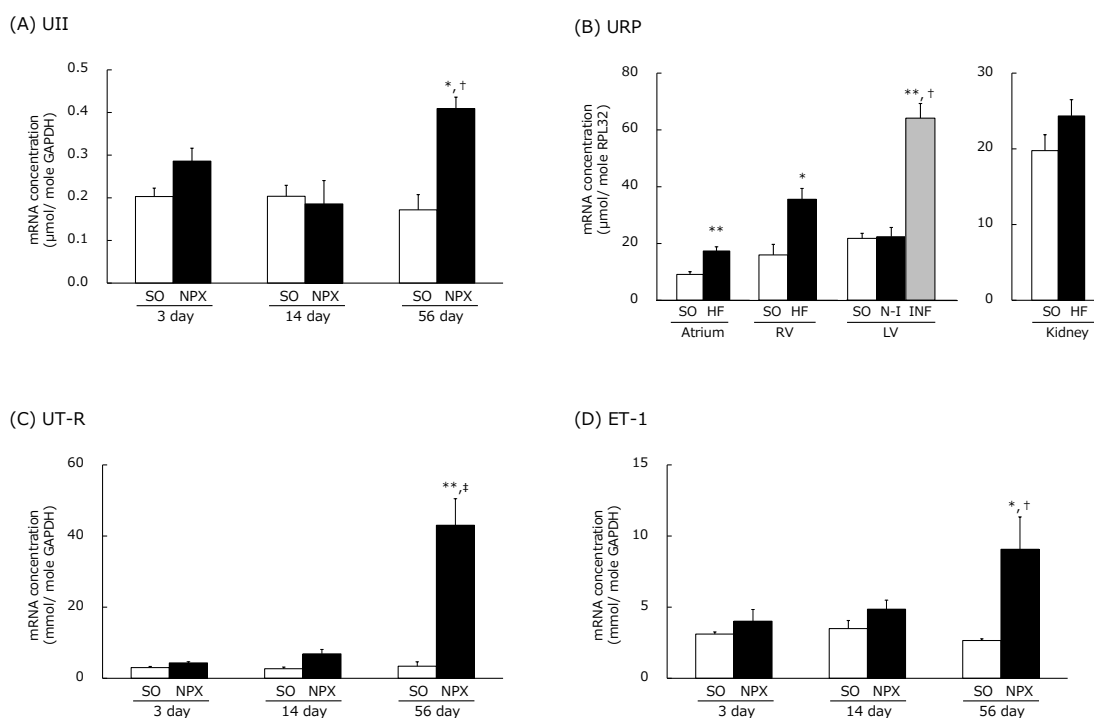 (A) UII
mRNA concentration
(μmol/ mole GAPDH)
0.5
0.4
0.3
0.2
0.1
0.0
*, †
SO NPX SO NPX SO NPX
3 day 14 day 56 day
(B) URP
mRNA concentration
(μmol/ mole RPL32)
80
60
40
20
0
** * **, †
SO HF SO HF SO N-I INF
Atrium RV LV
30
20
10
0
SO HF
Kidney
(C) UT-R
mRNA concentration
(mmol/ mole GAPDH)
60
40
20
0
**,‡
SO NPX SO NPX SO NPX
3 day 14 day 56 day
(D) ET-1
mRNA concentration
(mmol/ mole GAPDH)
15
10
5
0
*, †
SO NPX SO NPX SO NPX
3 day 14 day 56 day